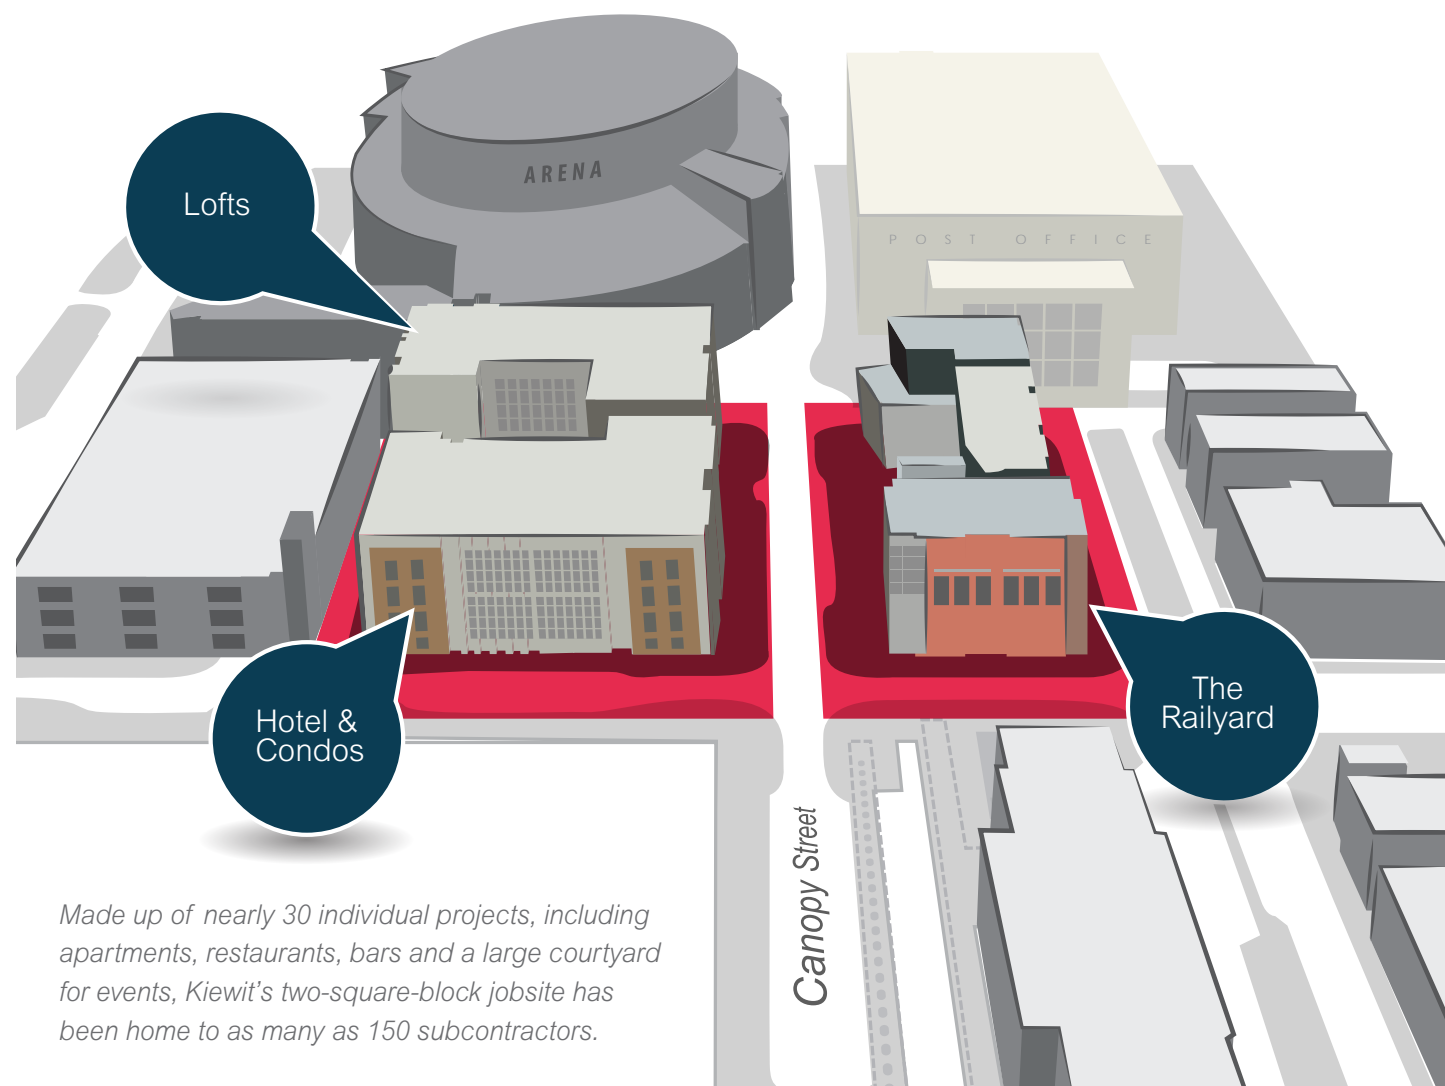 ARENA
POST OFFICE
Lofts
Hotel &
Condos
The
Railyard
Canopy Street
Made up of nearly 30 individual projects, including
apartments, restaurants, bars and a large courtyard
for events, Kiewit's two-square-block jobsite has
been home to as many as 150 subcontractors.